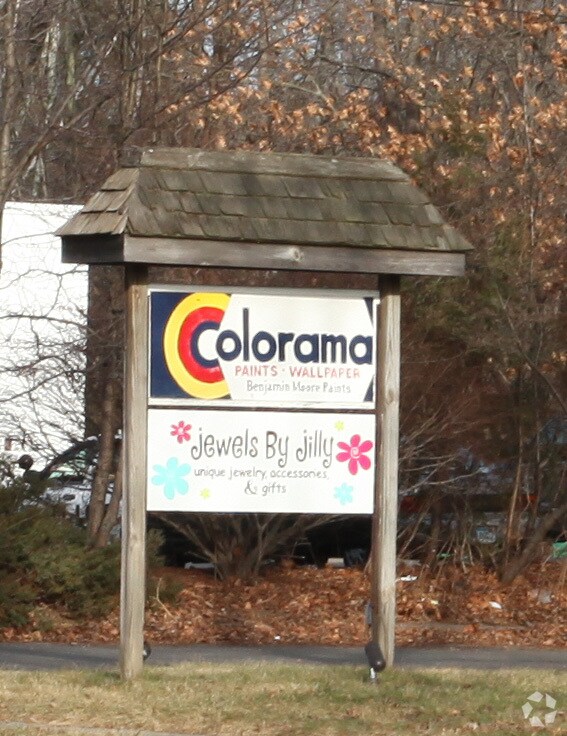 Colorama
PAINTS · WALLPAPER
Benjamin Moore Paints
jewels By jilly
unique jewelry, accessories,
& gifts